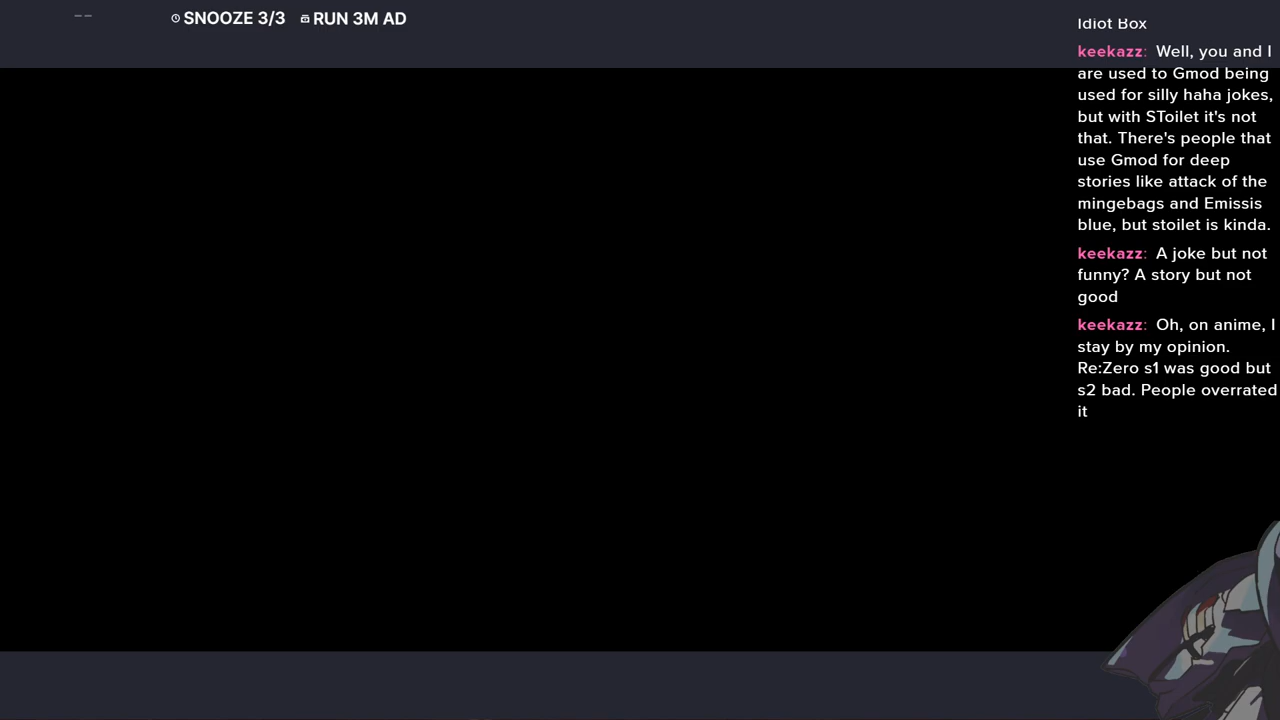 SNOOZE 3/3 RUN 3M AD
Idiot Box
keekazz: Well, you and I
are used to Gmod being
used for silly haha jokes,
but with SToilet it's not
that. There's people that
use Gmod for deep
stories like attack of the
mingebags and Emissis
blue, but stoilet is kinda.
keekazz: A joke but not
funny? A story but not
good
keekazz: Oh, on anime, I
stay by my opinion.
Re:Zero s1 was good but
s2 bad. People overrated
it